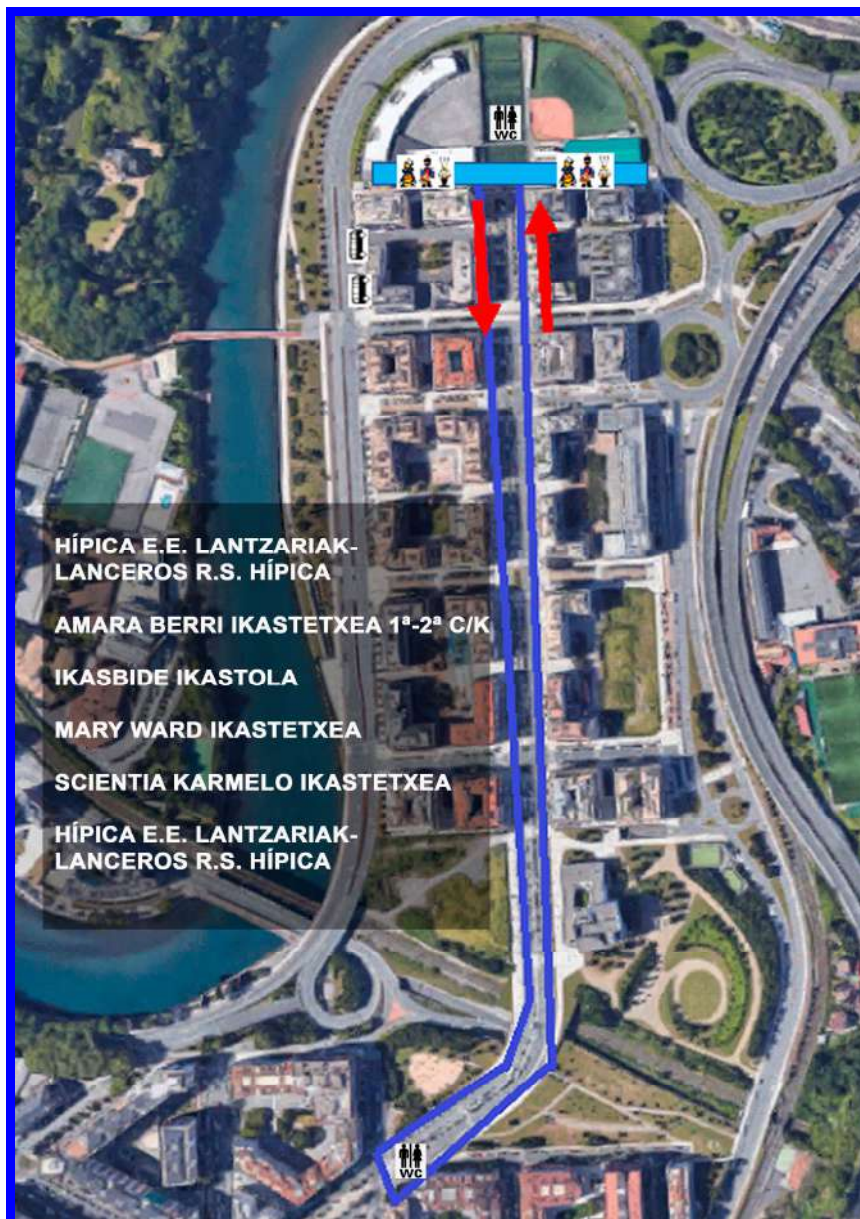 WC
HÍPICA E.E. LANTZARIAK-
LANCEROS R.S. HÍPICA
AMARA BERRI IKASTETXEA 1ª-2ª C/K
IKASBIDE IKASTOLA
MARY WARD IKASTETXEA
SCIENTIA KARMELO IKASTETXEA
HÍPICA E.E. LANTZARIAK-
LANCEROS R.S. HÍPICA
WC